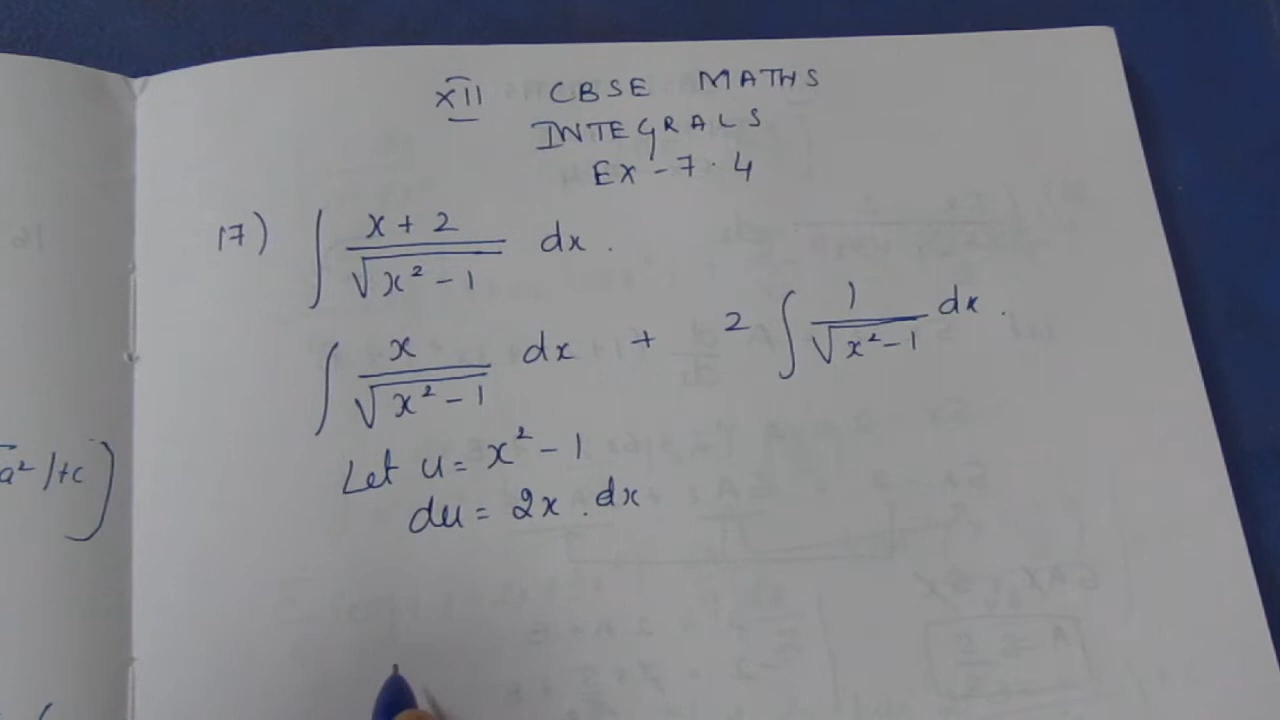 XII CBSE MATHS
INTEGRALS
EX - 7.4
17) ∫ x + 2 / √(x² - 1) dx .
∫ x / √(x² - 1) dx + 2 ∫ 1 / √(x² - 1) dx .
Let u = x² - 1
du = 2x . dx
a² | + c )